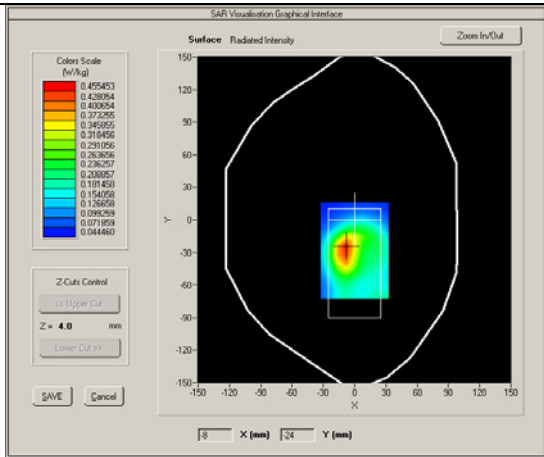 SAR Visualisation Graphical Interface
Surface Radiated Intensity
Zoom In/Out
Colors Scale
(W/kg)
0.455453
0.428054
0.400654
0.373255
0.345855
0.318456
0.291056
0.263656
0.236257
0.208857
0.181458
0.154058
0.126658
0.099259
0.071859
0.044460
Z-Cuts Control
<< Upper Cut
Z = 4.0 mm
Lower Cut >>
SAVE Cancel
150
120
90
60
30
0
-30
-60
-90
-120
-150
Y
-150 -120 -90 -60 -30 0 30 60 90 120 150
X
-8 X (mm) -24 Y (mm)